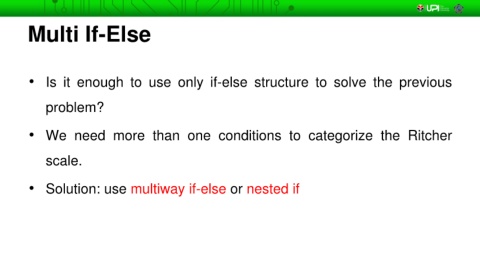 UPI
Multi If-Else
• Is it enough to use only if-else structure to solve the previous
problem?
• We need more than one conditions to categorize the Ritcher
scale.
• Solution: use multiway if-else or nested if